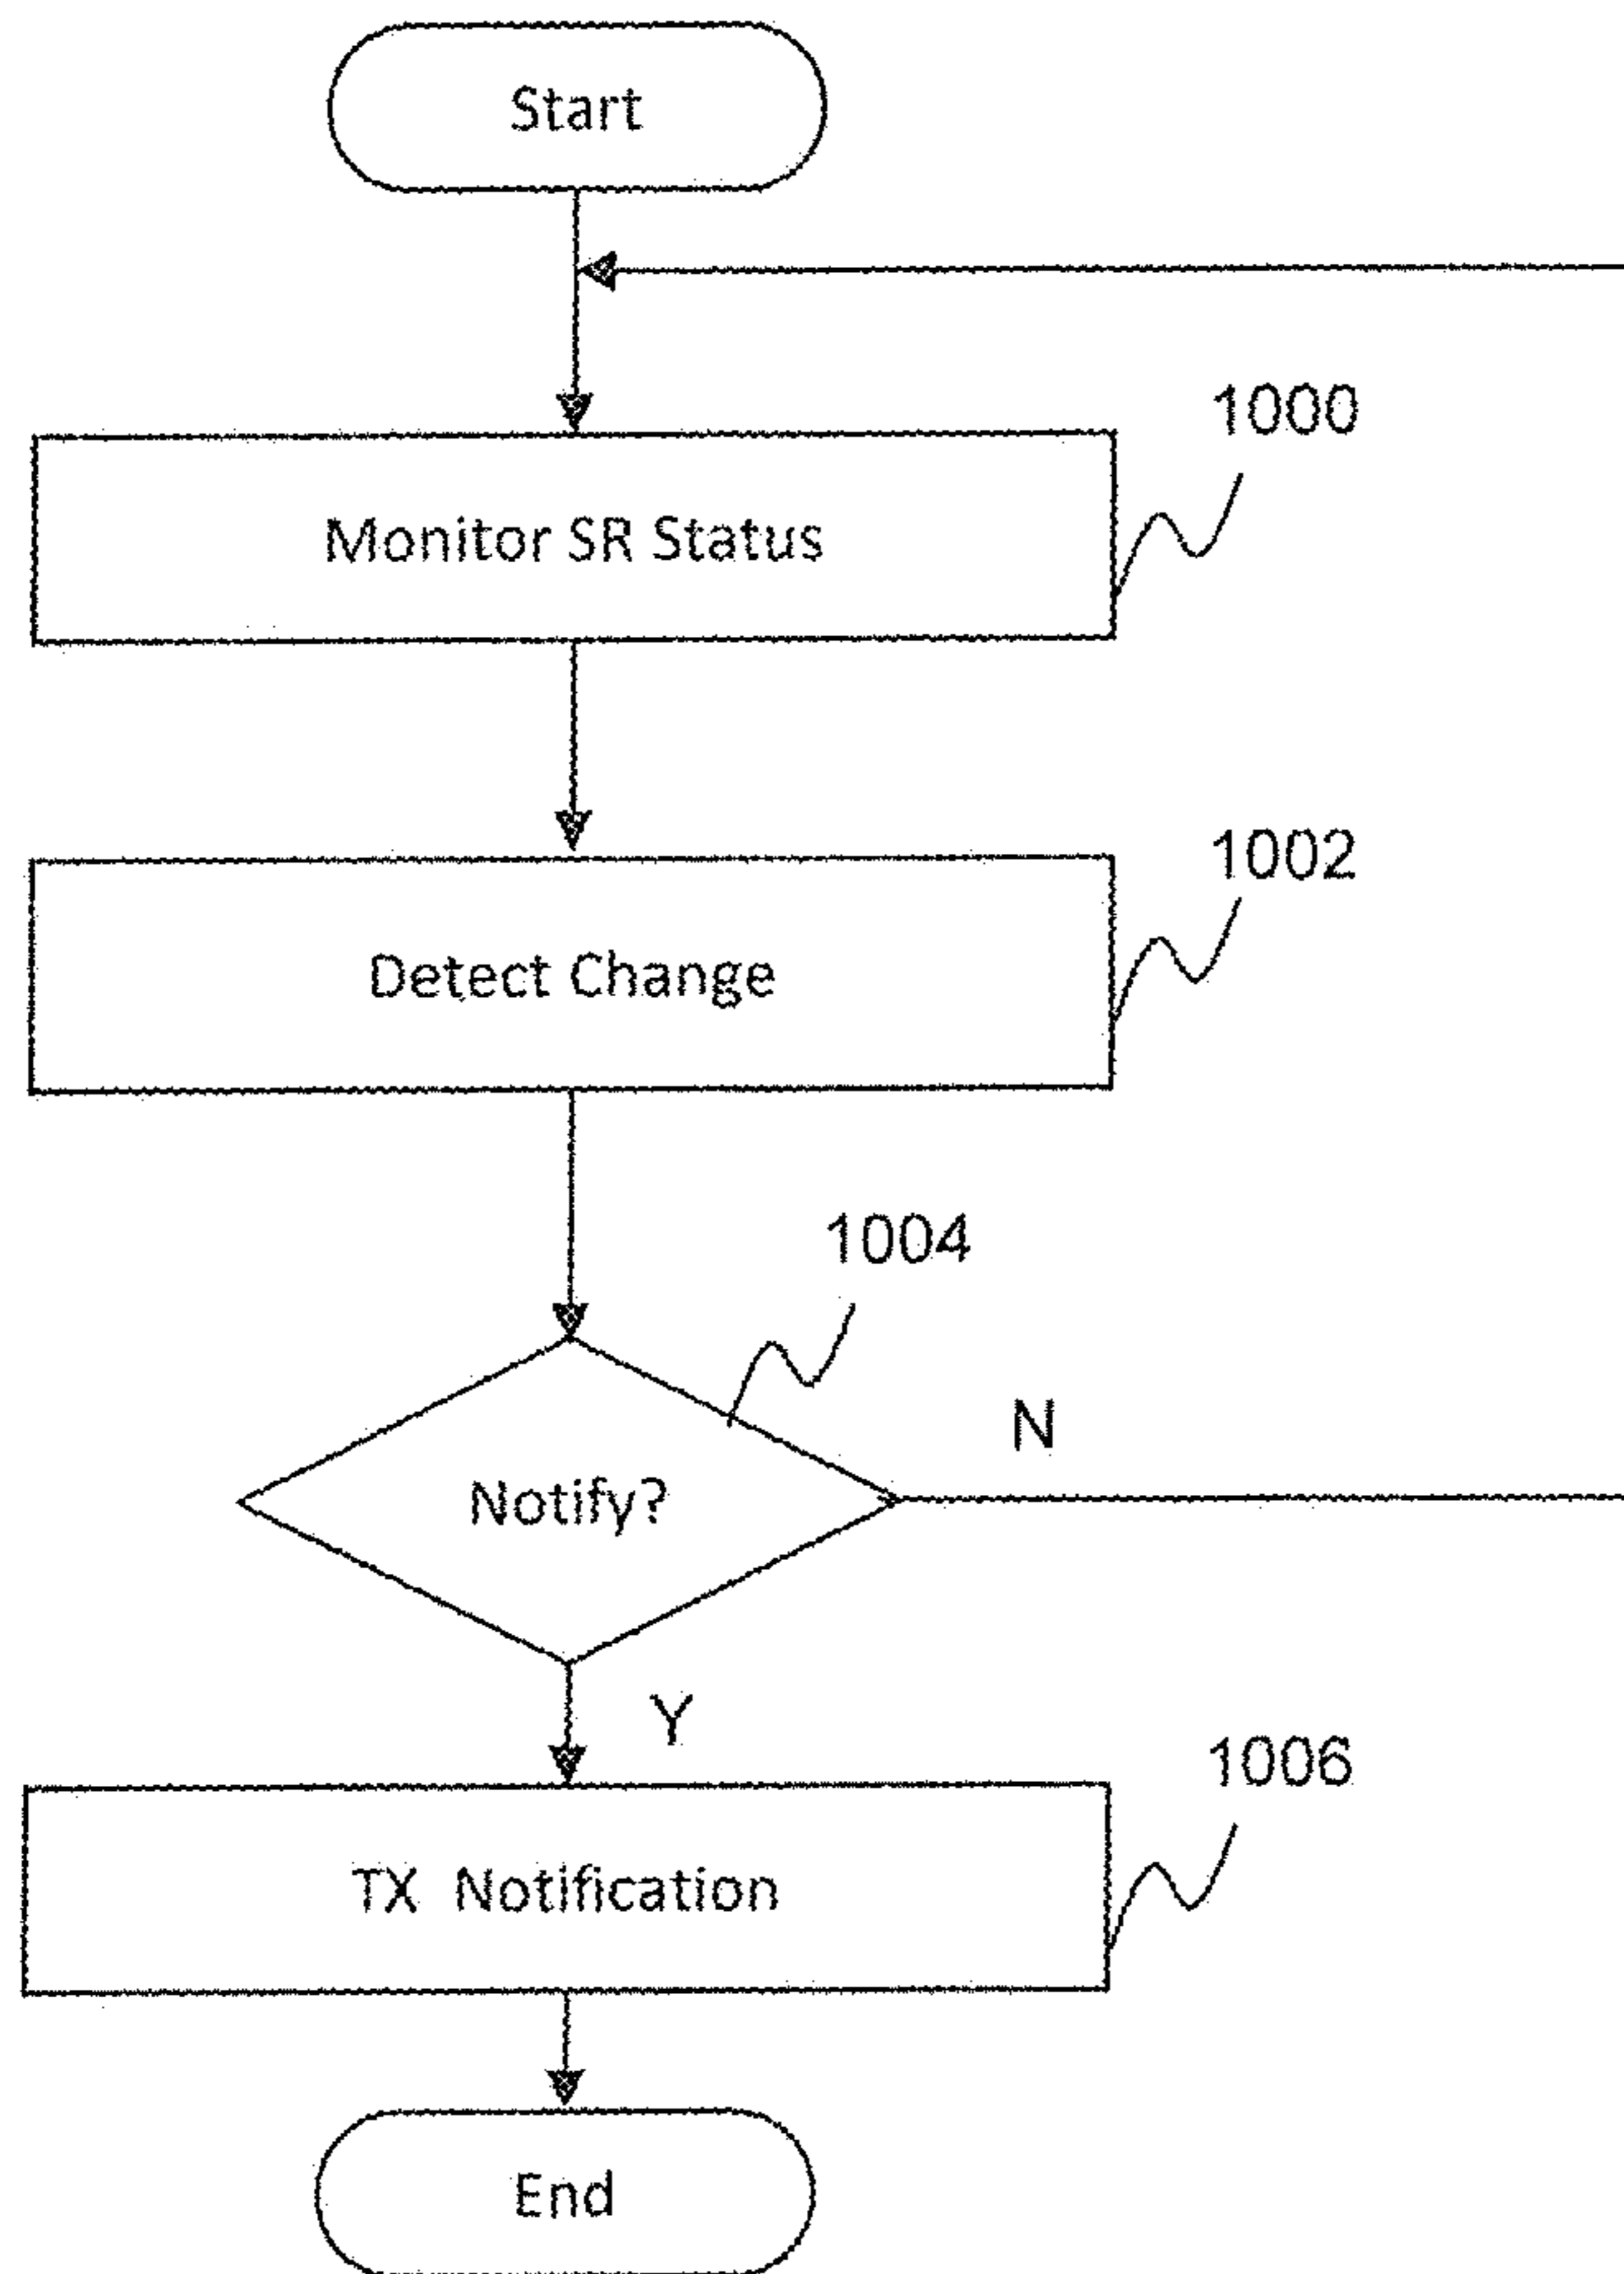 Start
1000
Monitor SR Status
1002
Detect Change
1004
N
Notify?
Y
1006
TX Notification
End